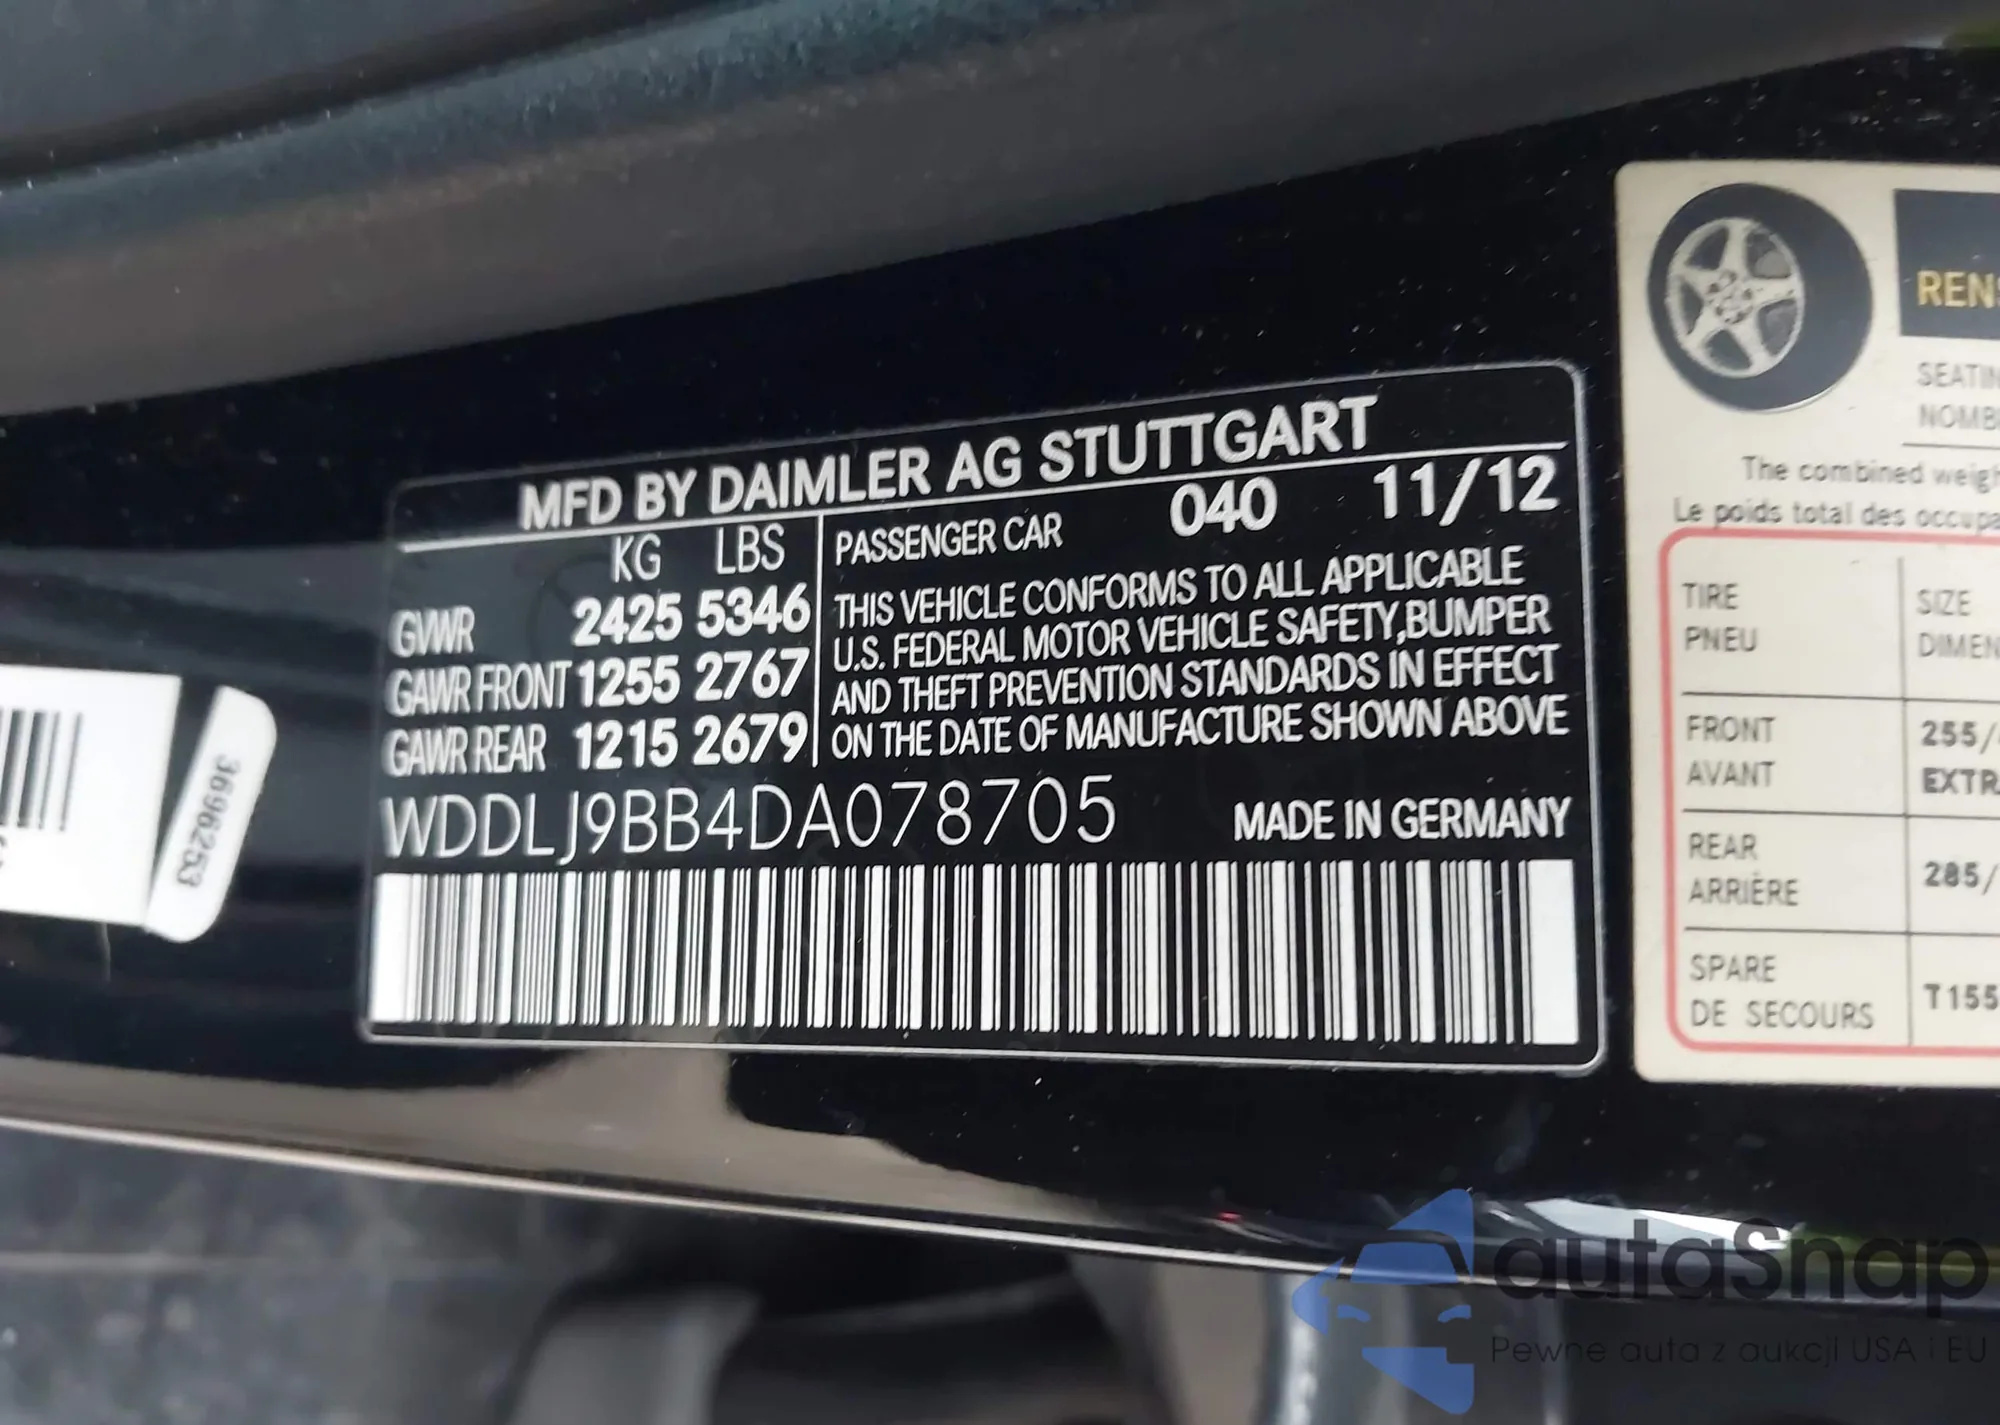 MFD BY DAIMLER AG STUTTGART
KG LBS
GVWR 2425 5346
GAWR FRONT 1255 2767
GAWR REAR 1215 2679
PASSENGER CAR 040 11/12
THIS VEHICLE CONFORMS TO ALL APPLICABLE
U.S. FEDERAL MOTOR VEHICLE SAFETY,BUMPER
AND THEFT PREVENTION STANDARDS IN EFFECT
ON THE DATE OF MANUFACTURE SHOWN ABOVE
WDDLJ9BB4DA078705 MADE IN GERMANY
3696253
RENS
SEATIN
NOMB
The combined weigh
Le poids total des occupa
TIRE SIZE
PNEU DIMEN
FRONT 255/
AVANT EXTR
REAR 285/
ARRIÈRE
SPARE T155
DE SECOURS
autaSnap
Pewne auta z aukcji USA i EU